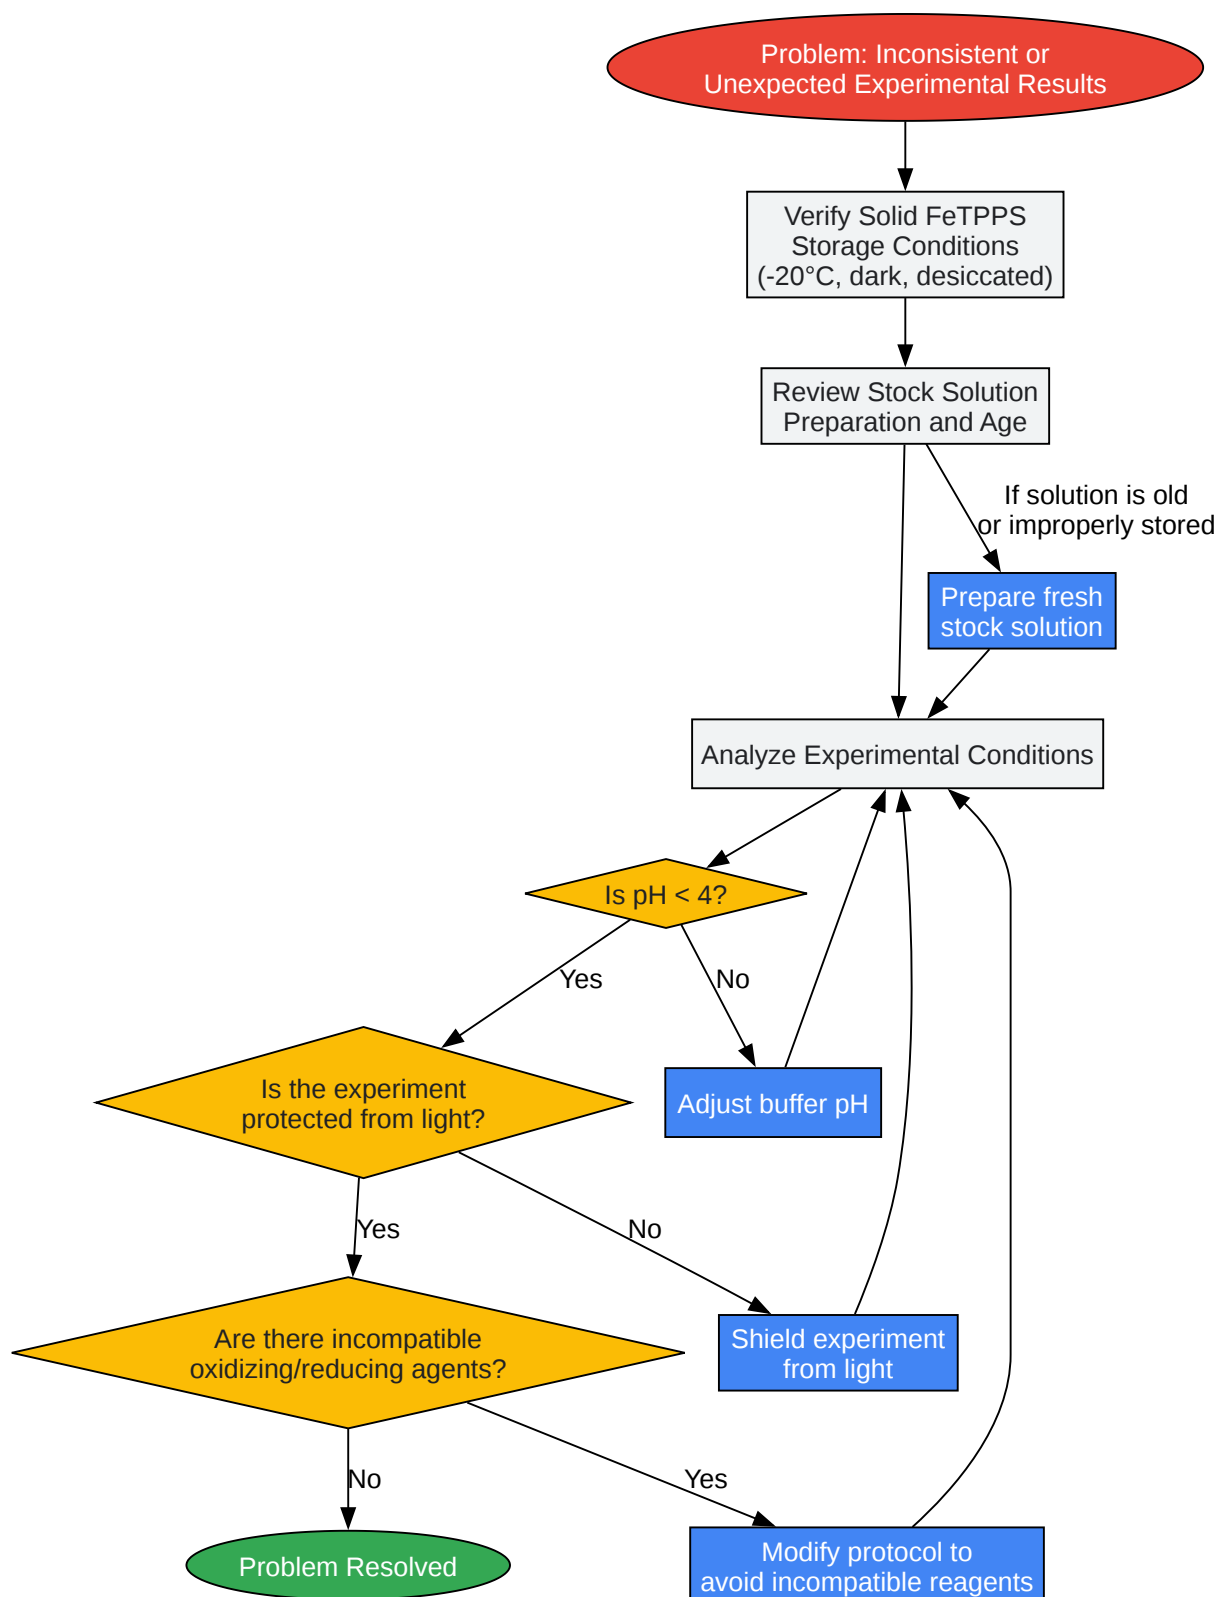 Problem: Inconsistent or
Unexpected Experimental Results
Verify Solid FeTPPS
Storage Conditions
(-20°C, dark, desiccated)
Review Stock Solution
Preparation and Age
If solution is old
or improperly stored
Prepare fresh
stock solution
Analyze Experimental Conditions
Is pH < 4?
Yes
No
Is the experiment
protected from light?
Adjust buffer pH
Yes
No
Are there incompatible
oxidizing/reducing agents?
Shield experiment
from light
No
Yes
Problem Resolved
Modify protocol to
avoid incompatible reagents